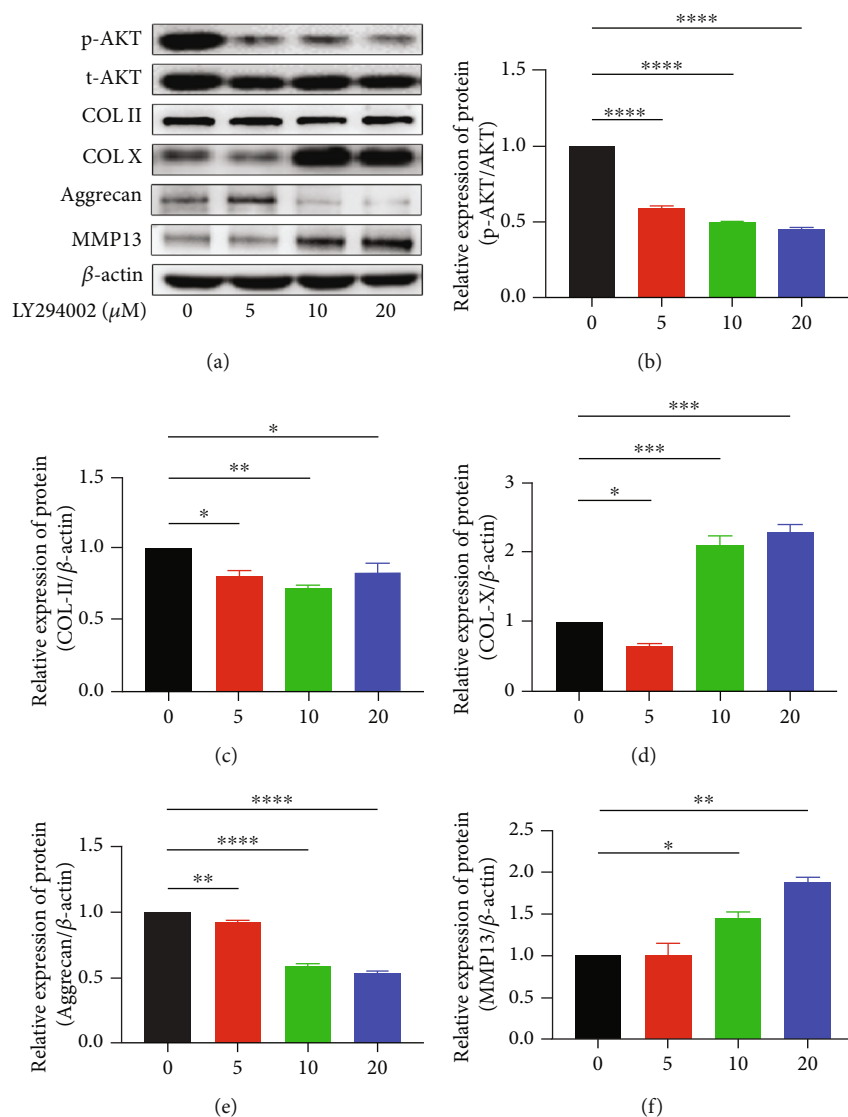 p-AKT
t-AKT
COL II
COL X
Aggrecan
MMP13
β-actin
LY294002 (μM) 0 5 10 20
(a)
Relative expression of protein
(p-AKT/AKT)
****
****
****
1.5
1.0
0.5
0.0
0 5 10 20
(b)
Relative expression of protein
(COL-II/β-actin)
*
**
*
1.5
1.0
0.5
0.0
0 5 10 20
(c)
Relative expression of protein
(COL-X/β-actin)
***
***
*
3
2
1
0
0 5 10 20
(d)
Relative expression of protein
(Aggrecan/β-actin)
****
****
**
1.5
1.0
0.5
0.0
0 5 10 20
(e)
Relative expression of protein
(MMP13/β-actin)
**
*
2.5
2.0
1.5
1.0
0.5
0.0
0 5 10 20
(f)